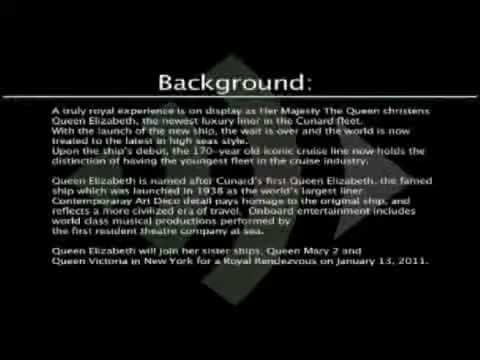 Background:
A truly royal experience is on display as Her Majesty The Queen christens
Queen Elizabeth, the newest luxury liner in the Cunard fleet.
With the launch of the new ship, the wait is over and the world is now
treated to the latest in high seas style.
Upon the ship's debut, the 170-year old iconic cruise line now holds the
distinction of having the youngest fleet in the cruise industry.
Queen Elizabeth is named after Cunard's first Queen Elizabeth, the famed
ship which was launched in 1938 as the world's largest liner.
Contemporaray Art Deco detail pays homage to the original ship, and
reflects a more civilized era of travel. Onboard entertainment includes
world class musical productions performed by
the first resident theatre company at sea.
Queen Elizabeth will join her sister ships, Queen Mary 2 and
Queen Victoria in New York for a Royal Rendezvous on January 13, 2011.